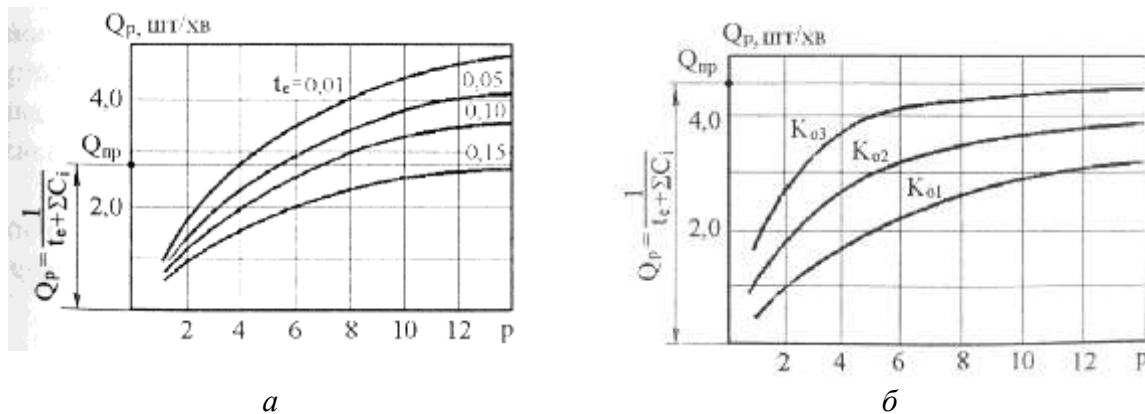 Qр, шт/хв
tе=0,01
0,05
4,0
0,10
Qпр
0,15
2,0
Qр = 1 / tе + ΣCі
2 4 6 8 10 12 р
а
Qр, шт/хв
Qпр
4,0
Kо3
Kо2
Kо1
2,0
Qр = 1 / tе + ΣCі
2 4 6 8 10 12 р
б